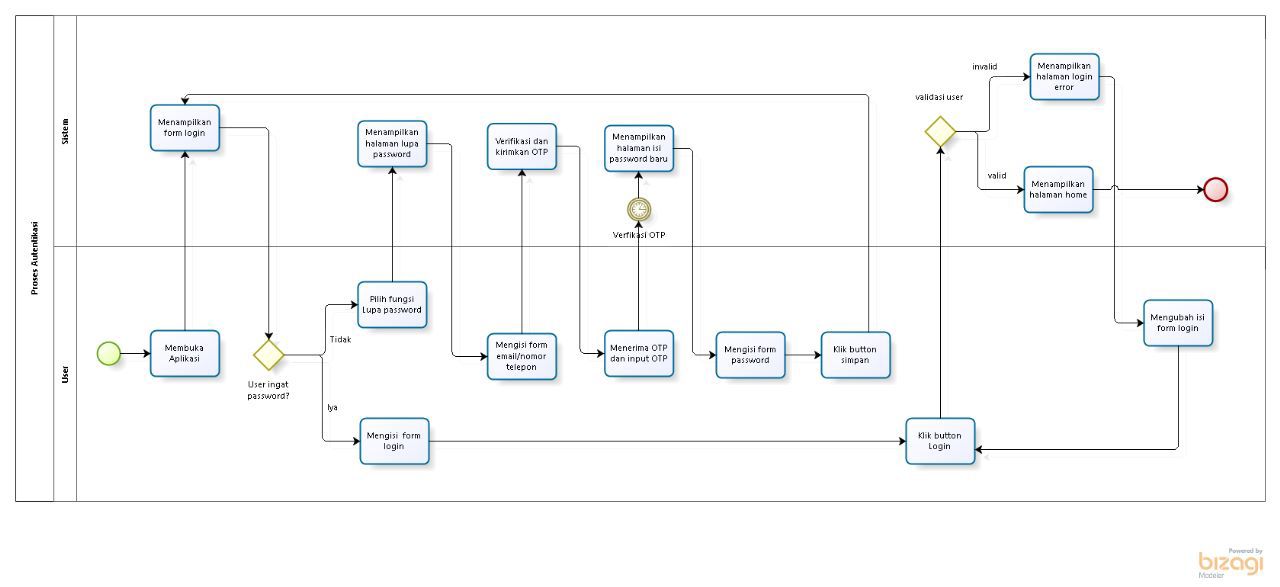 Proses Autentikasi
Sistem
User
Menampilkan
form login
Menampilkan
halaman lupa
password
Verifikasi dan
kirimkan OTP
Menampilkan
halaman isi
password baru
Verfikasi OTP
validasi user
invalid
valid
Menampilkan
halaman login
error
Menampilkan
halaman home
Membuka
Aplikasi
User ingat
password?
Tidak
Iya
Pilih fungsi
Lupa password
Mengisi form
email/nomor
telepon
Menerima OTP
dan input OTP
Mengisi form
password
Klik button
simpan
Mengubah isi
form login
Mengisi form
login
Klik button
Login
Powered by
bizagi
Modeler